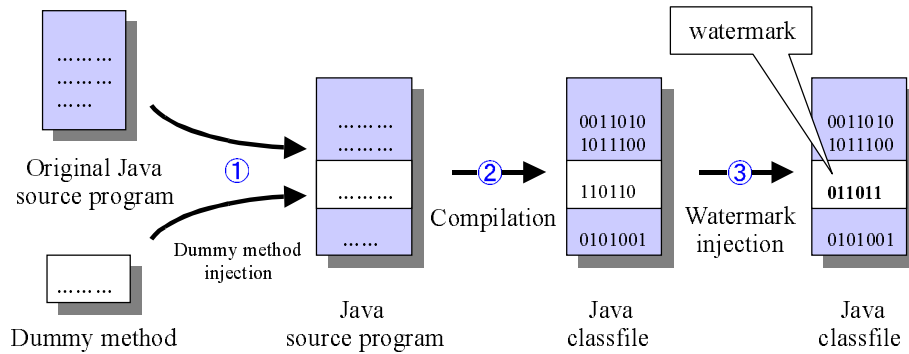 ………
………
……
Original Java
source program
………
Dummy method
①
Dummy method
injection
………
………
………
……
Java
source program
②
Compilation
0011010
1011100
110110
0101001
Java
classfile
③
Watermark
injection
watermark
0011010
1011100
011011
0101001
Java
classfile